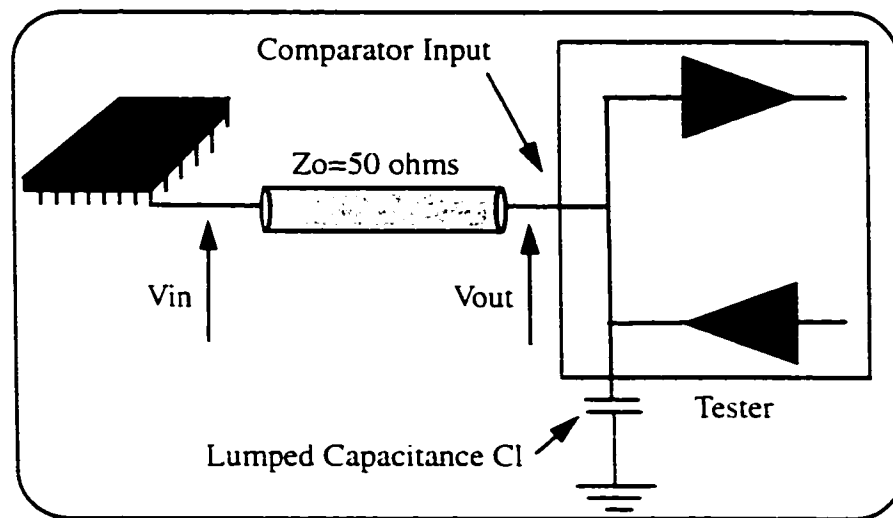 Comparator Input
Zo=50 ohms
Vin
Vout
Tester
Lumped Capacitance Cl